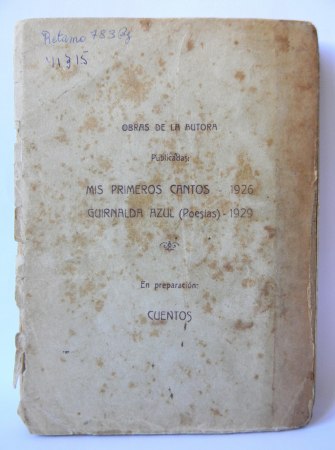 Retamo 783
OBRAS DE LA AUTORA
Publicadas:
MIS PRIMEROS CANTOS - 1926
GUIRNALDA AZUL (Poesías) - 1929
En preparación:
CUENTOS